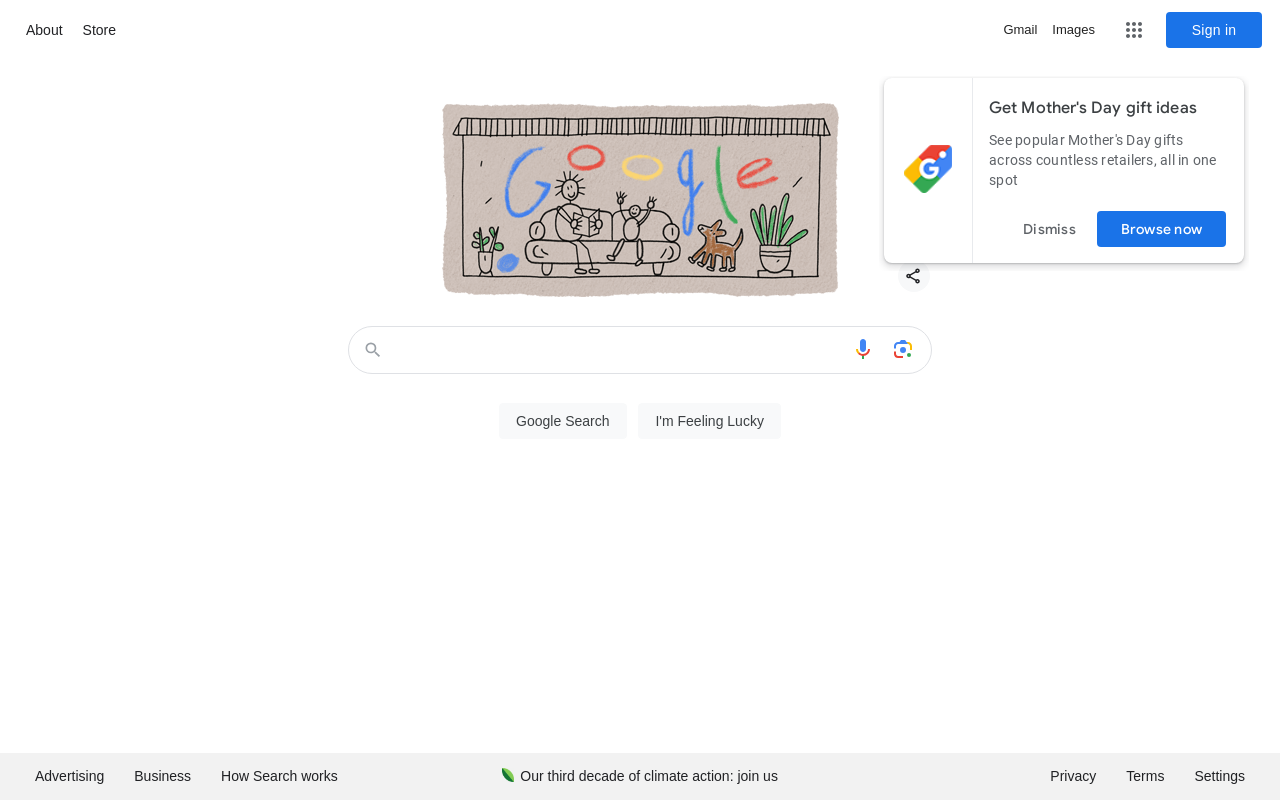 About Store
Gmail Images Sign in
Google
Get Mother's Day gift ideas
See popular Mother's Day gifts
across countless retailers, all in one
spot
Dismiss Browse now
Google Search I'm Feeling Lucky
Advertising Business How Search works
Our third decade of climate action: join us
Privacy Terms Settings